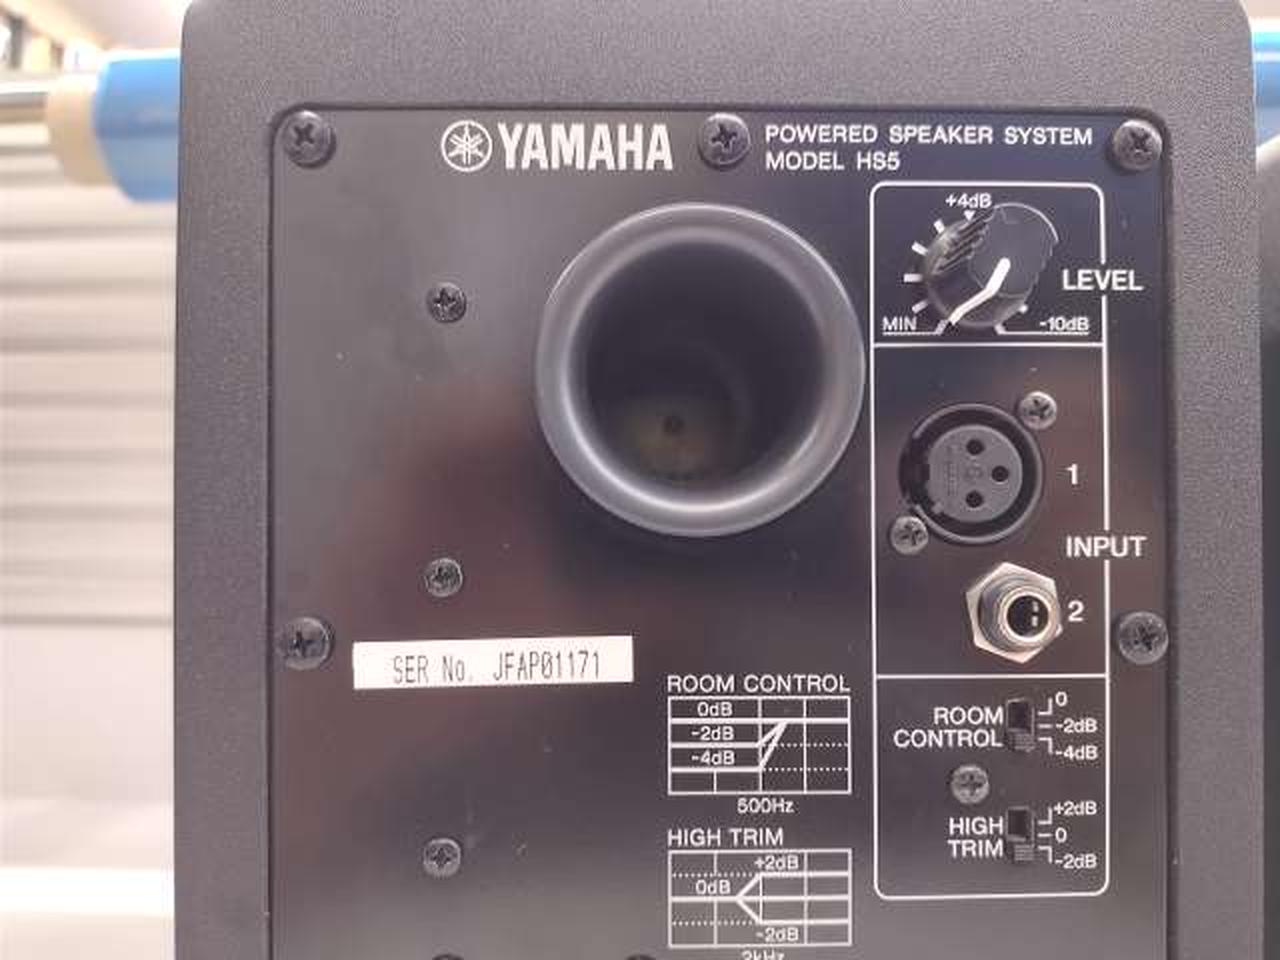 YAMAHA
POWERED SPEAKER SYSTEM
MODEL HS5
+4dB
LEVEL
MIN
-10dB
1
INPUT
2
SER No. JFAP01171
ROOM CONTROL
0dB
-2dB
-4dB
500Hz
ROOM
CONTROL
0
-2dB
-4dB
HIGH
TRIM
+2dB
0
-2dB
HIGH TRIM
+2dB
0dB
-2dB
2kHz